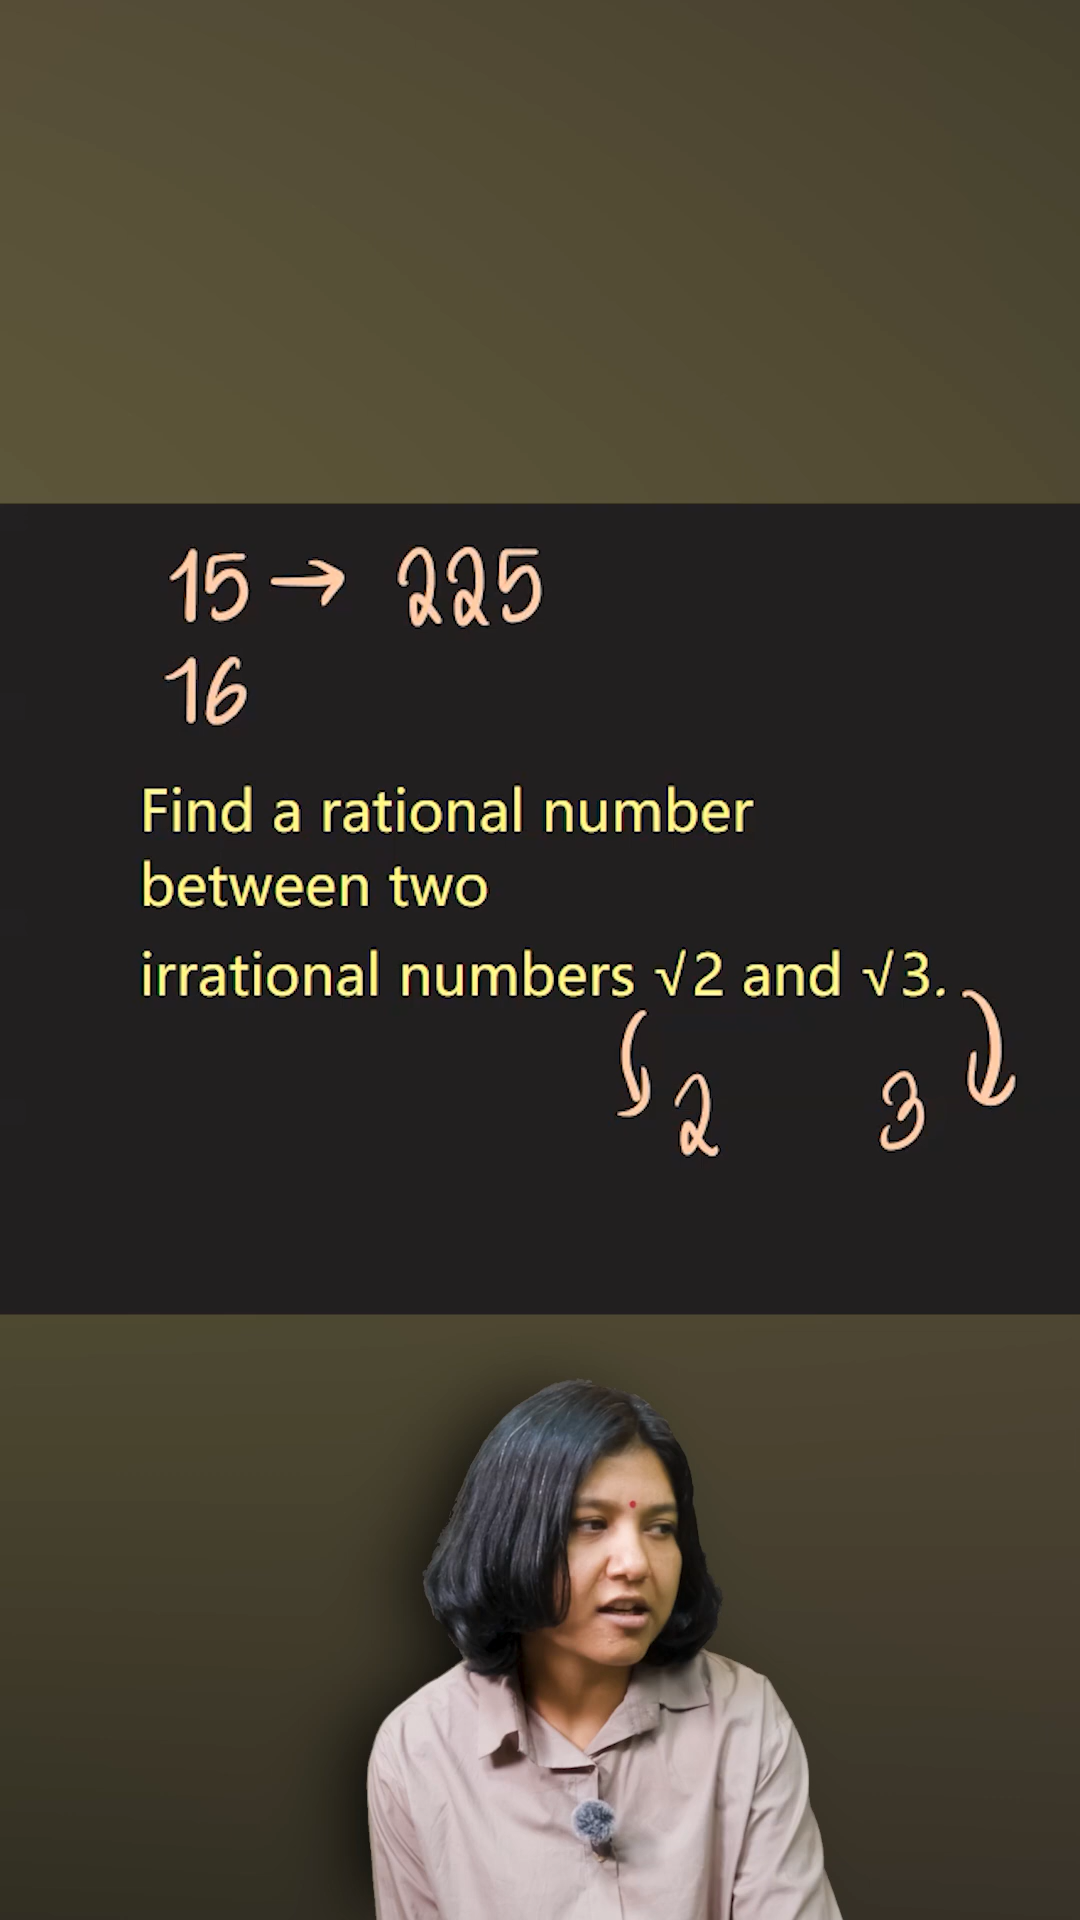 15 → 225
16
Find a rational number
between two
irrational numbers √2 and √3.
2 3